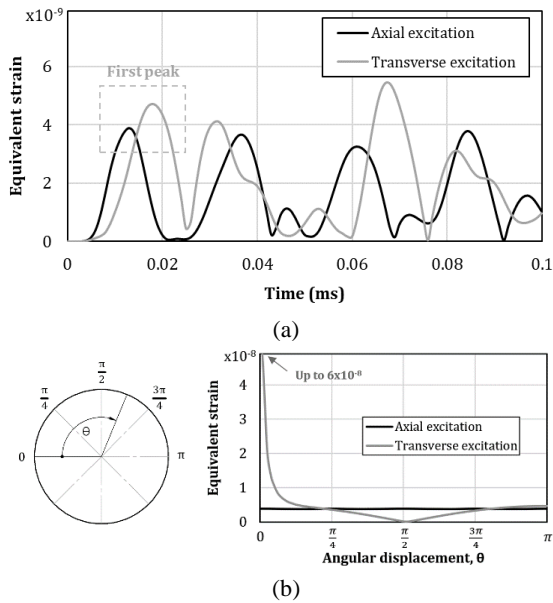 x10-9
Equivalent strain
6
4
2
0
First peak
Axial excitation
Transverse excitation
0
0.02
0.04
0.06
0.08
0.1
Time (ms)
(a)
0
π/4
π/2
3π/4
π
θ
x10-8
Equivalent strain
4
3
2
1
0
Up to 6x10-8
Axial excitation
Transverse excitation
0
π/4
π/2
3π/4
π
Angular displacement, θ
(b)